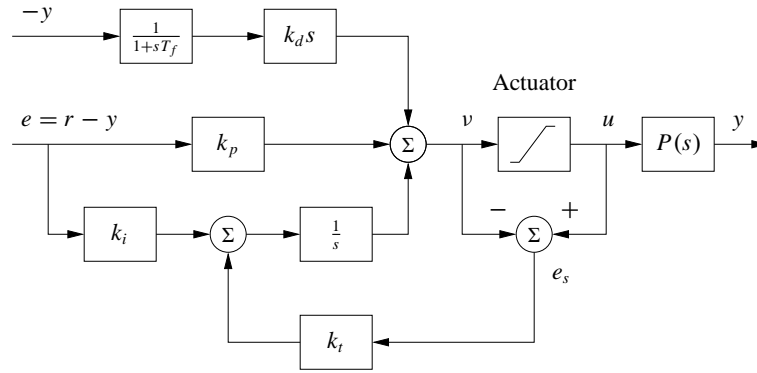 −y
1
1+sT_f
k_d s
Actuator
e = r − y
ν
u
y
k_p
Σ
P(s)
k_i
Σ
1
s
− +
Σ
e_s
k_t